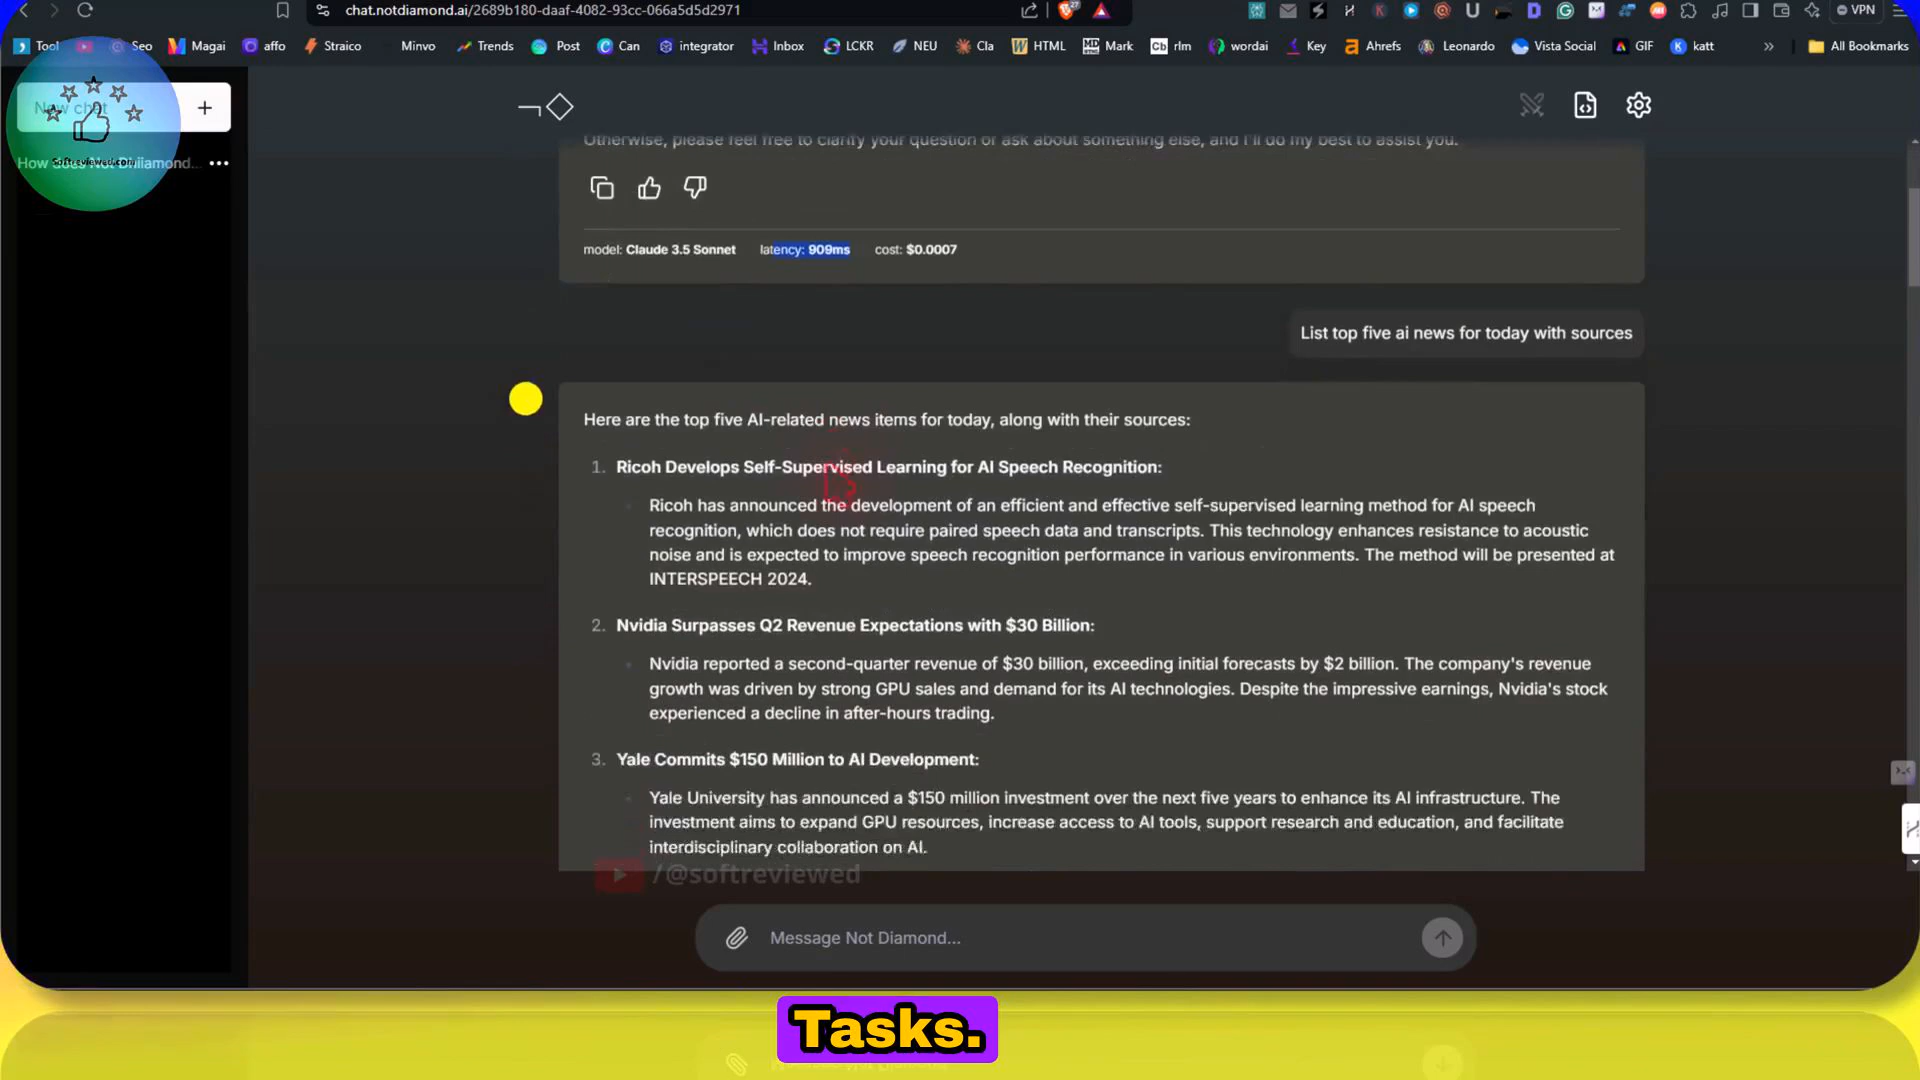 chat.notdiamond.ai/2689b180-daaf-4082-93cc-066a5d5d2971
27
VPN
Tool
Seo
Magai
affo
Straico
Minvo
Trends
Post
Can
integrator
Inbox
LCKR
NEU
Cla
HTML
Mark
rlm
wordai
Key
Ahrefs
Leonardo
Vista Social
GIF
katt
»
All Bookmarks
New chat
+
Softreviewed.com
Otherwise, please feel free to clarify your question or ask about something else, and I'll do my best to assist you.
model: Claude 3.5 Sonnet latency: 909ms cost: $0.0007
List top five ai news for today with sources
Here are the top five AI-related news items for today, along with their sources:
1. Ricoh Develops Self-Supervised Learning for AI Speech Recognition:
Ricoh has announced the development of an efficient and effective self-supervised learning method for AI speech
recognition, which does not require paired speech data and transcripts. This technology enhances resistance to acoustic
noise and is expected to improve speech recognition performance in various environments. The method will be presented at
INTERSPEECH 2024.
2. Nvidia Surpasses Q2 Revenue Expectations with $30 Billion:
Nvidia reported a second-quarter revenue of $30 billion, exceeding initial forecasts by $2 billion. The company's revenue
growth was driven by strong GPU sales and demand for its AI technologies. Despite the impressive earnings, Nvidia's stock
experienced a decline in after-hours trading.
3. Yale Commits $150 Million to AI Development:
Yale University has announced a $150 million investment over the next five years to enhance its AI infrastructure. The
investment aims to expand GPU resources, increase access to AI tools, support research and education, and facilitate
interdisciplinary collaboration on AI.
/@softreviewed
Message Not Diamond...
Tasks.